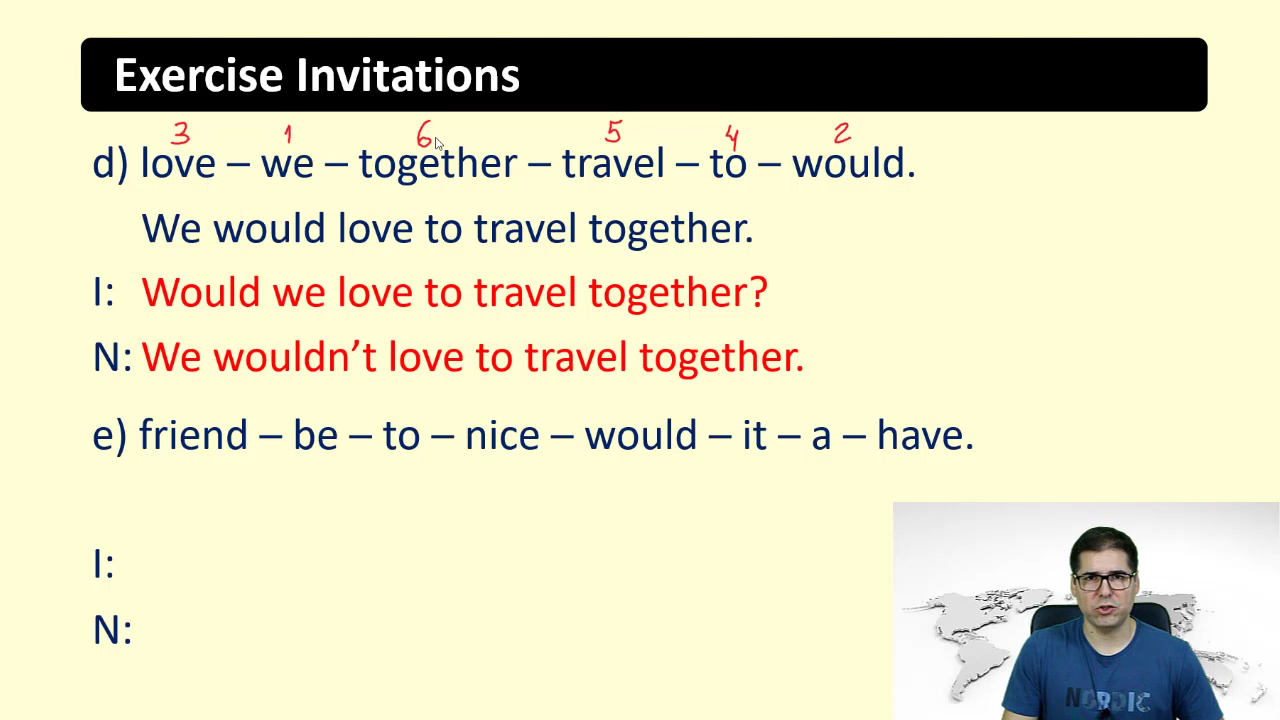 Exercise Invitations
3 1 6 5 4 2
d) love – we – together – travel – to – would.
We would love to travel together.
I: Would we love to travel together?
N: We wouldn’t love to travel together.
e) friend – be – to – nice – would – it – a – have.
I:
N:
NORDIC